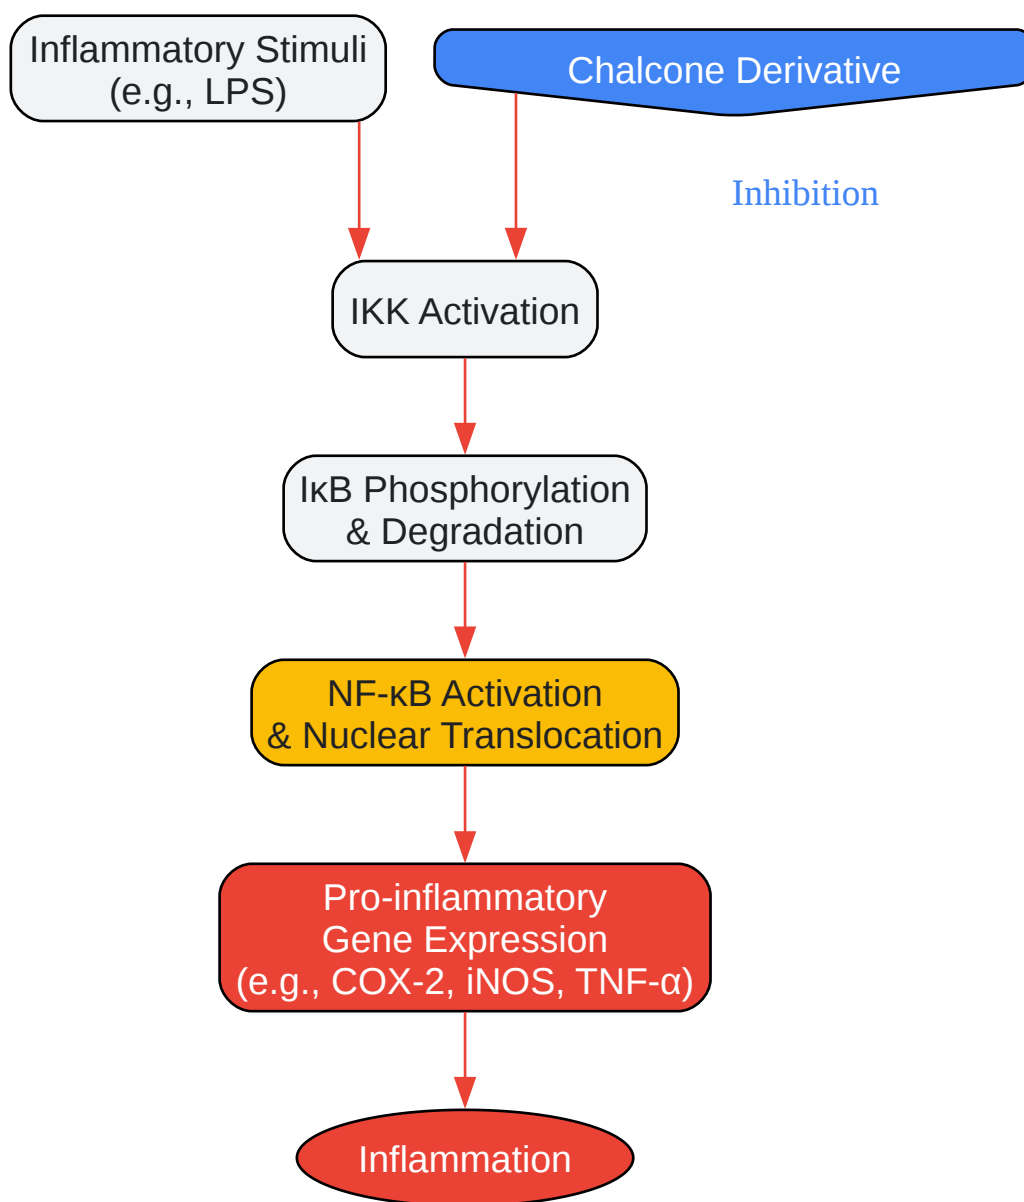 Inflammatory Stimuli
(e.g., LPS)
Chalcone Derivative
Inhibition
IKK Activation
IκB Phosphorylation
& Degradation
NF-κB Activation
& Nuclear Translocation
Pro-inflammatory
Gene Expression
(e.g., COX-2, iNOS, TNF-α)
Inflammation